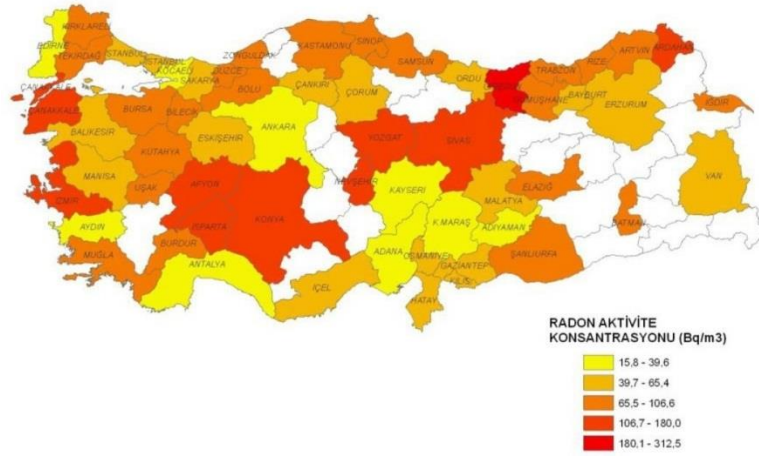 KIRKLARELİ
EDİRNE
TEKİRDAĞ
İSTANBUL
İSTANBUL
KOCAELİ
SAKARYA
DÜZCE
ZONGULDAK
BOLU
KASTAMONU
SİNOP
SAMSUN
ÇANKIRI
ÇORUM
ORDU
TRABZON
RİZE
ARTVİN
ARDAHAN
GÜMÜŞHANE
BAYBURT
ERZURUM
IĞDIR
ÇANAKKALE
ÇANAKKALE
BALIKESİR
BURSA
BİLECİK
ESKİŞEHİR
ANKARA
KÜTAHYA
YOZGAT
SİVAS
MANİSA
UŞAK
AFYON
İZMİR
NEVŞEHİR
KAYSERİ
MALATYA
ELAZIĞ
VAN
BATMAN
AYDIN
ISPARTA
KONYA
K.MARAŞ
ADIYAMAN
BURDUR
MUĞLA
ANTALYA
ADANA
OSMANİYE
GAZİANTEP
ŞANLIURFA
KİLİS
İÇEL
HATAY
RADON AKTİVİTE
KONSANTRASYONU (Bq/m3)
15,8 - 39,6
39,7 - 65,4
65,5 - 106,6
106,7 - 180,0
180,1 - 312,5